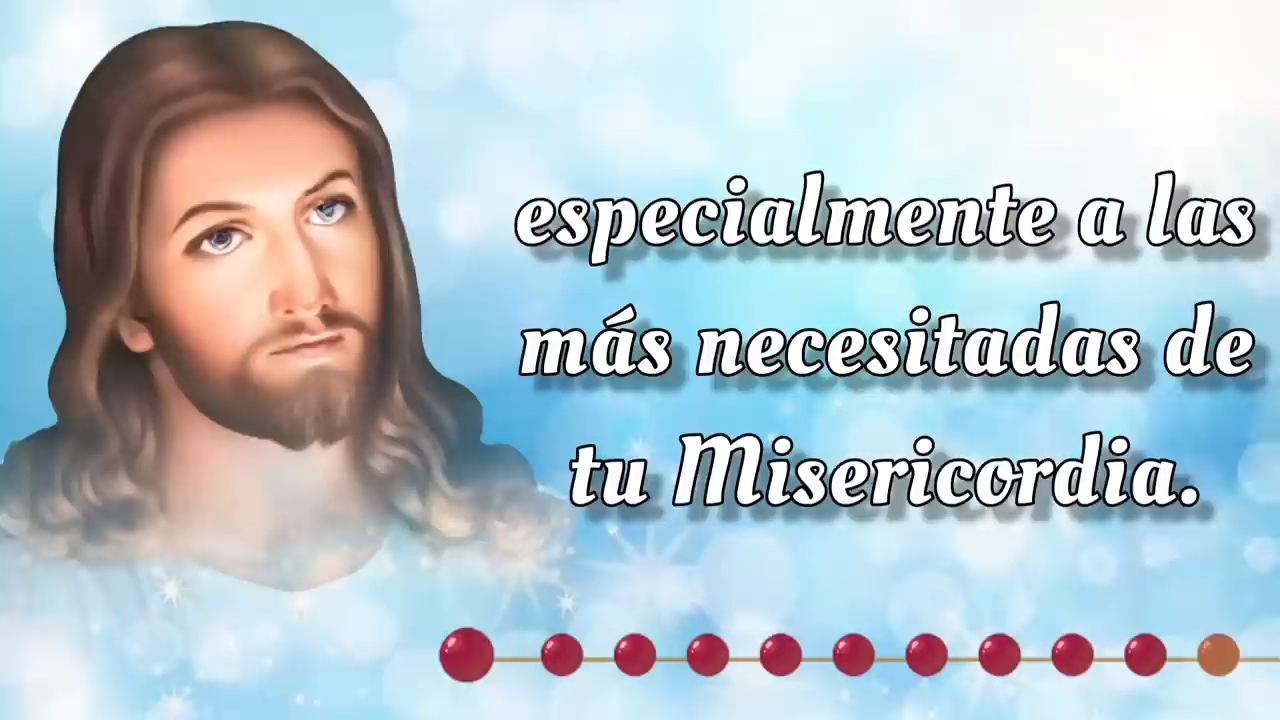 especialmente a las
más necesitadas de
tu Misericordia.